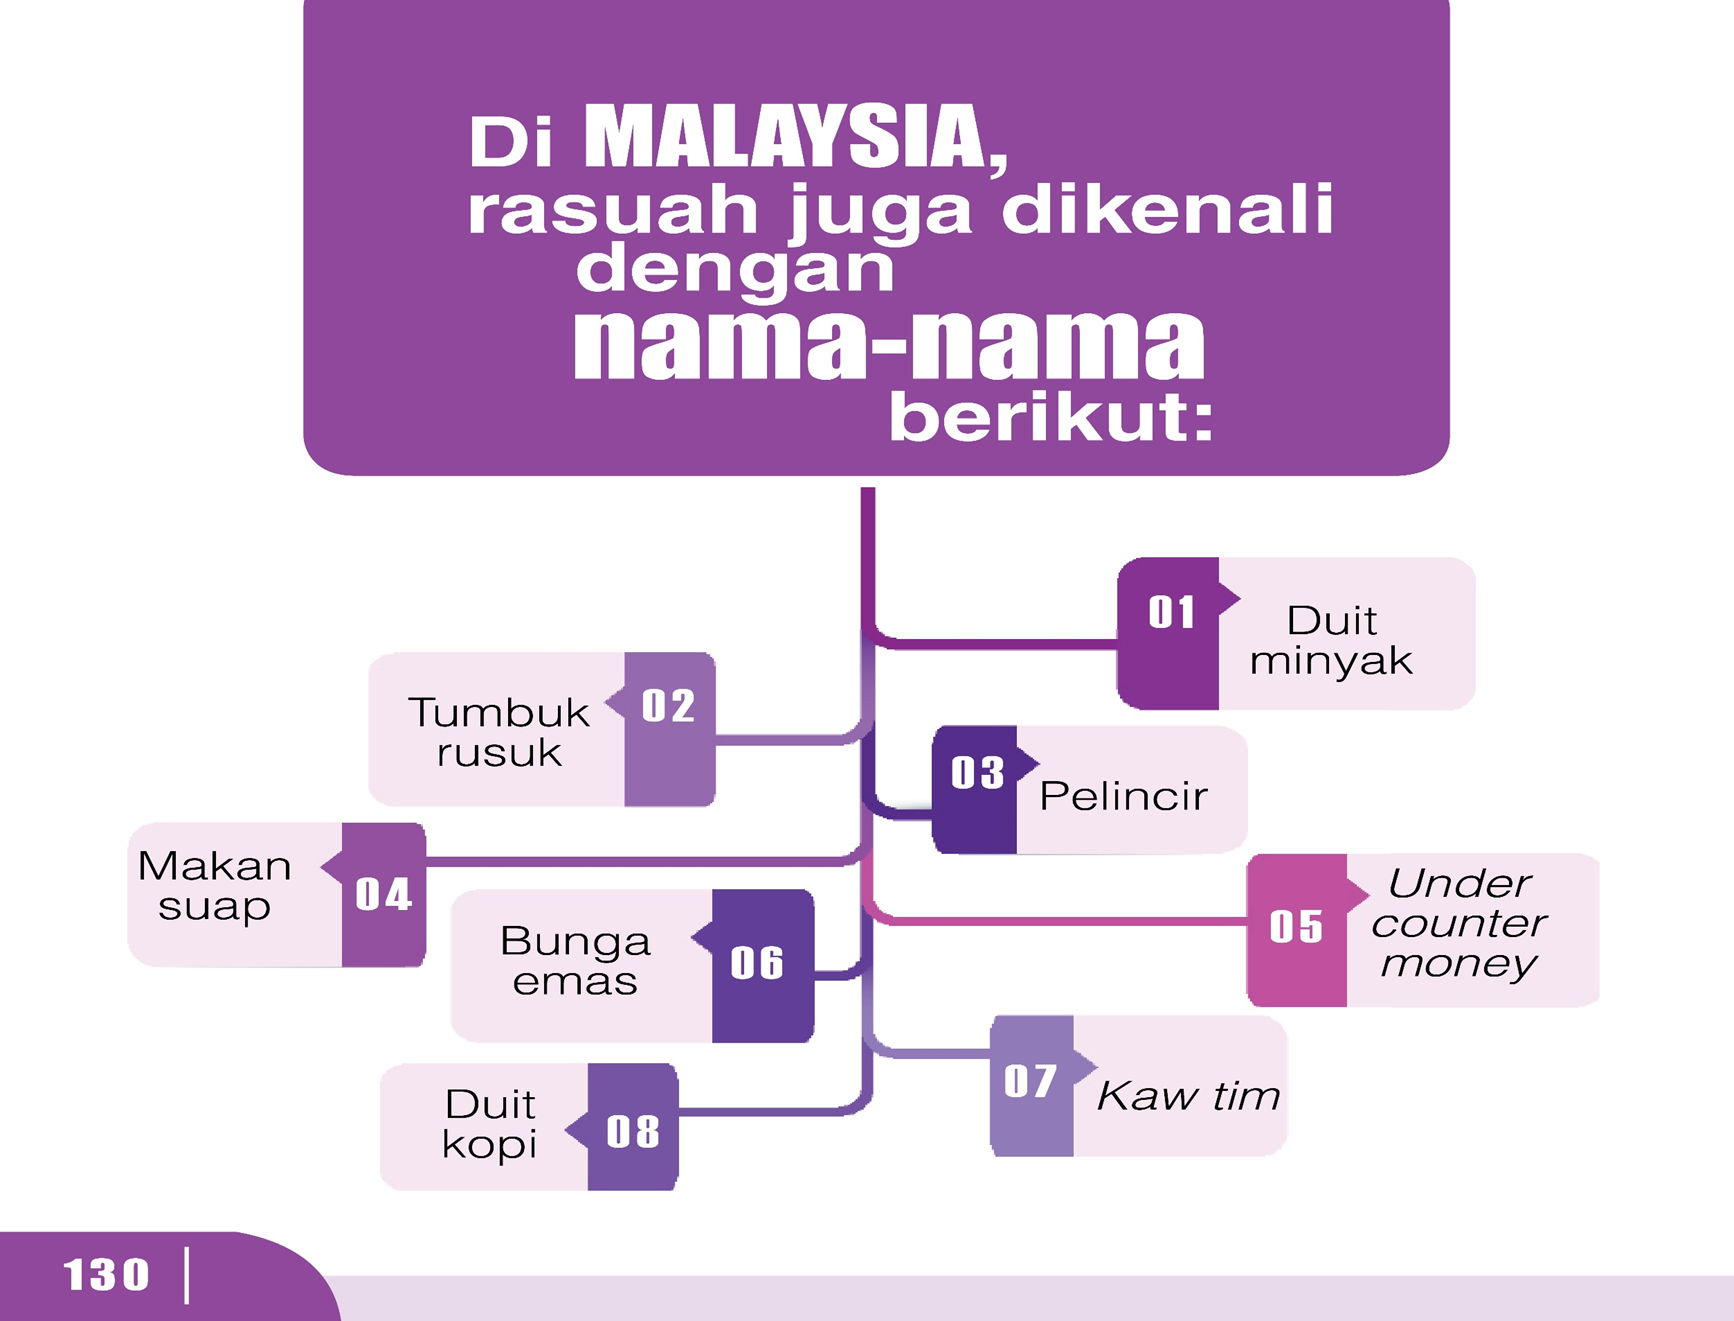 Di MALAYSIA,
rasuah juga dikenali
dengan
nama-nama
berikut:
01
Duit
minyak
02
Tumbuk
rusuk
03
Pelincir
04
Makan
suap
05
Under
counter
money
06
Bunga
emas
07
Kaw tim
08
Duit
kopi
130